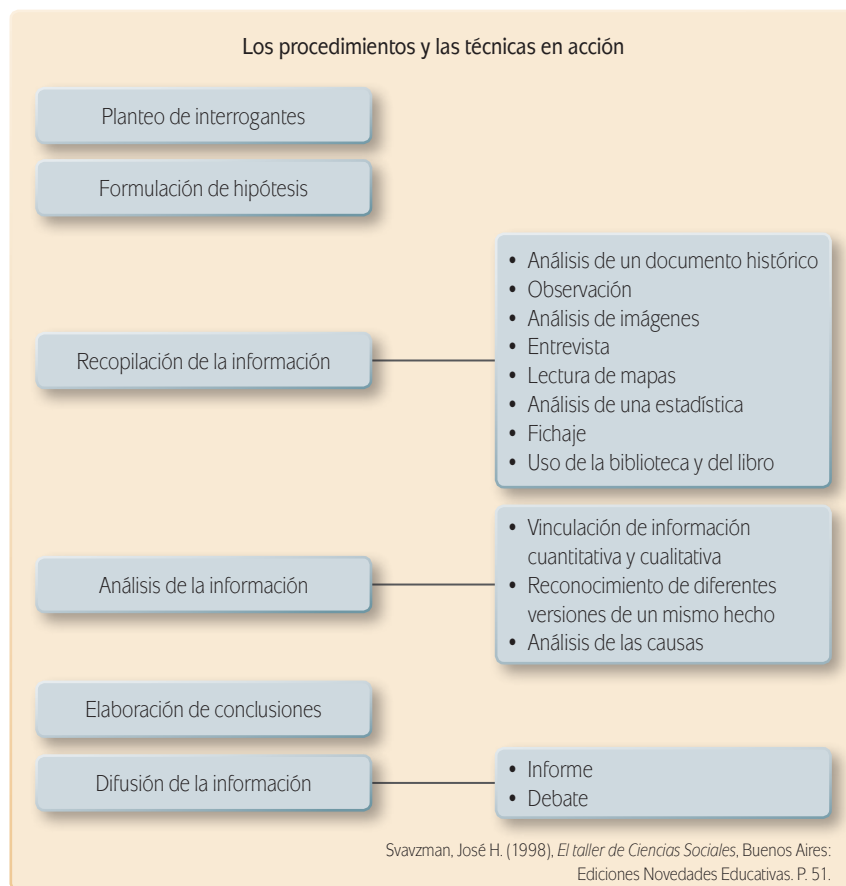 Los procedimientos y las técnicas en acción
Planteo de interrogantes
Formulación de hipótesis
Recopilación de la información
• Análisis de un documento histórico
• Observación
• Análisis de imágenes
• Entrevista
• Lectura de mapas
• Análisis de una estadística
• Fichaje
• Uso de la biblioteca y del libro
Análisis de la información
• Vinculación de información
cuantitativa y cualitativa
• Reconocimiento de diferentes
versiones de un mismo hecho
• Análisis de las causas
Elaboración de conclusiones
Difusión de la información
• Informe
• Debate
Svavzman, José H. (1998), El taller de Ciencias Sociales, Buenos Aires:
Ediciones Novedades Educativas. P. 51.